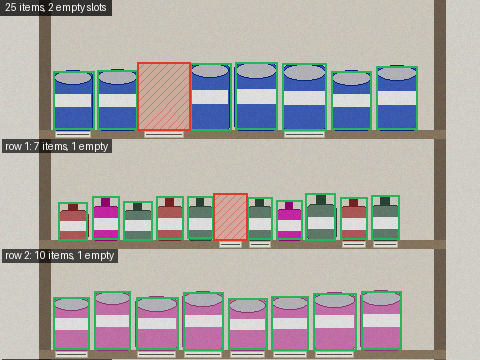 25 items, 2 empty slots
row 1: 7 items, 1 empty
row 2: 10 items, 1 empty